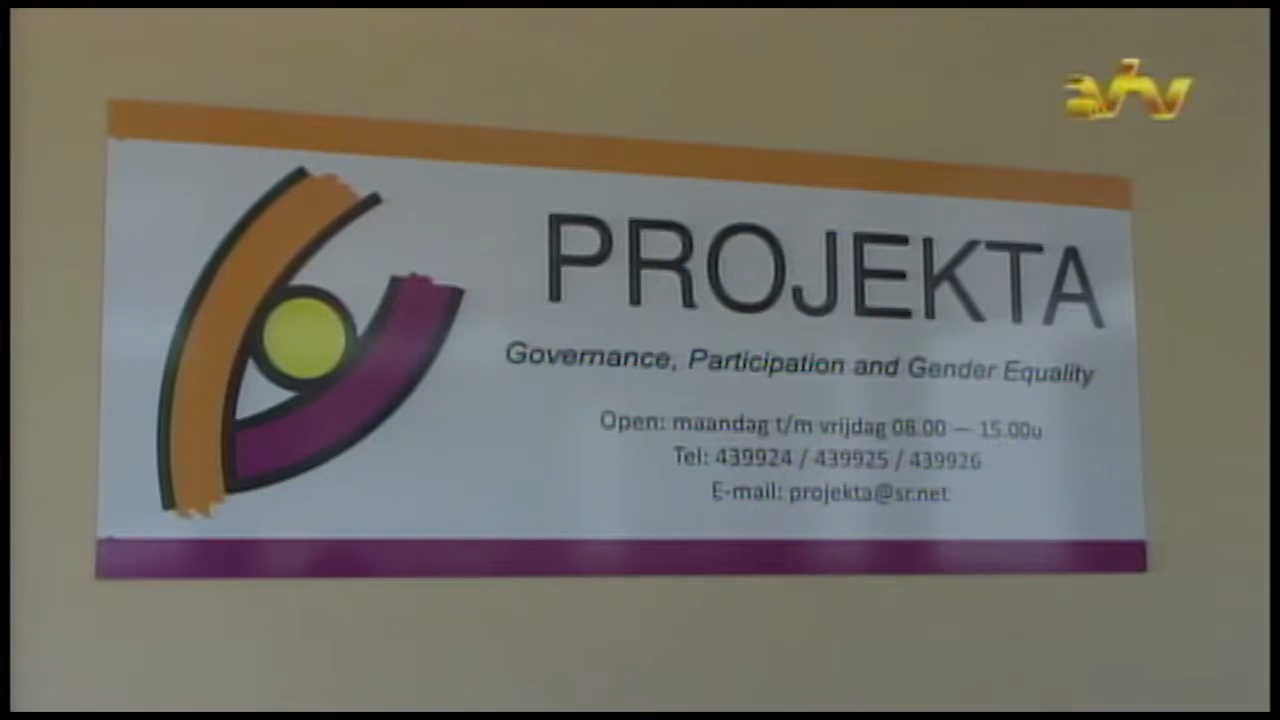 atv
PROJEKTA
Governance, Participation and Gender Equality
Open: maandag t/m vrijdag 08.00 — 15.00u
Tel: 439924 / 439925 / 439926
E-mail: projekta@sr.net